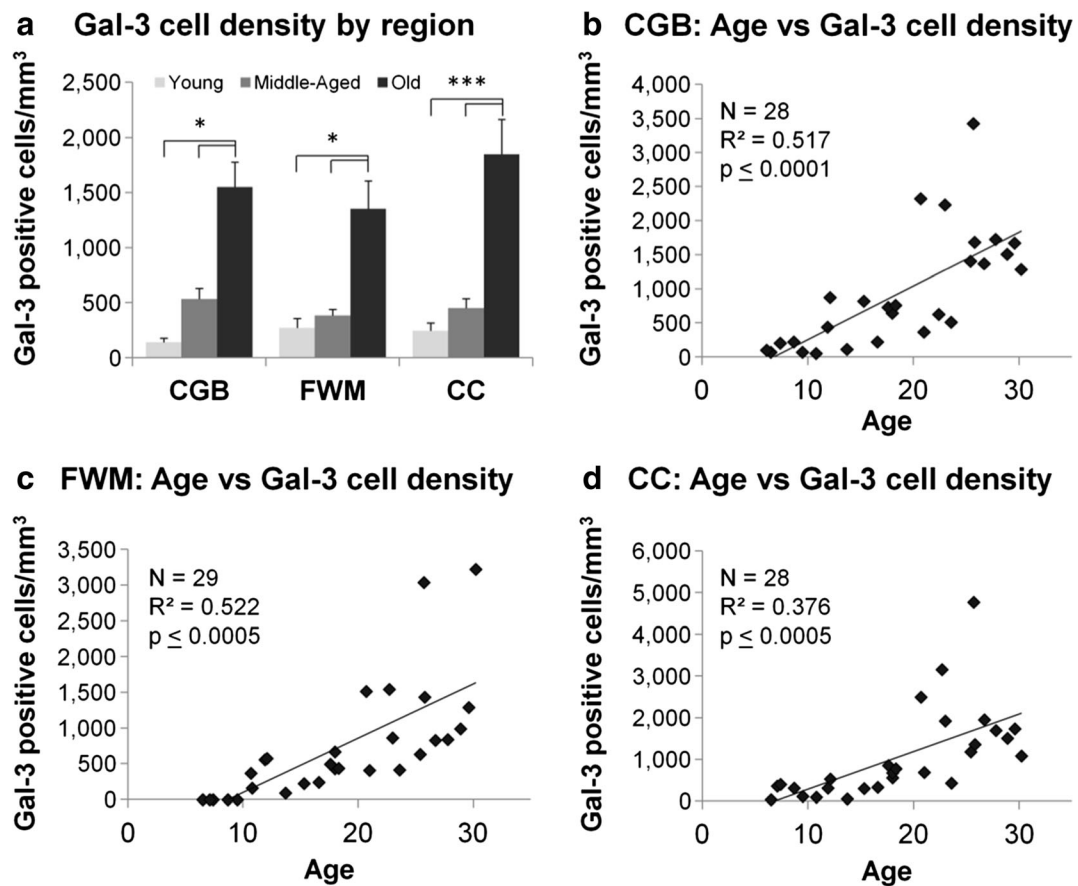 a Gal-3 cell density by region
Gal-3 positive cells/mm³
Young Middle-Aged Old
2,500
2,000
1,500
1,000
500
0
* * ***
CGB FWM CC
b CGB: Age vs Gal-3 cell density
Gal-3 positive cells/mm³
4,000
3,500
3,000
2,500
2,000
1,500
1,000
500
0
N = 28
R² = 0.517
p ≤ 0.0001
0 10 20 30
Age
c FWM: Age vs Gal-3 cell density
Gal-3 positive cells/mm³
3,500
3,000
2,500
2,000
1,500
1,000
500
0
N = 29
R² = 0.522
p ≤ 0.0005
0 10 20 30
Age
d CC: Age vs Gal-3 cell density
Gal-3 positive cells/mm³
6,000
5,000
4,000
3,000
2,000
1,000
0
N = 28
R² = 0.376
p ≤ 0.0005
0 10 20 30
Age